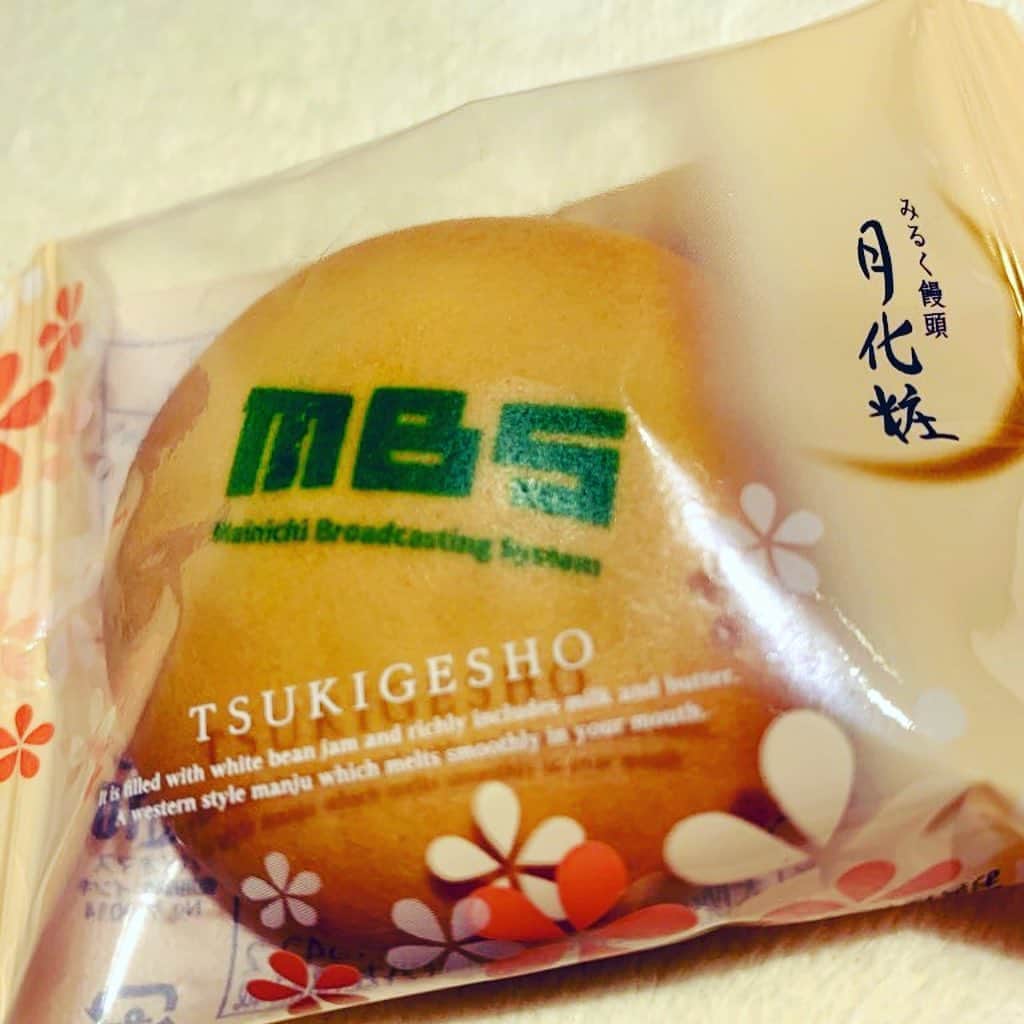 みるく饅頭
月化粧
MBS
Mainichi Broadcasting System
TSUKIGESHO
It is filled with white bean jam and richly includes milk and butter.
A western style manju which melts smoothly in your mouth.